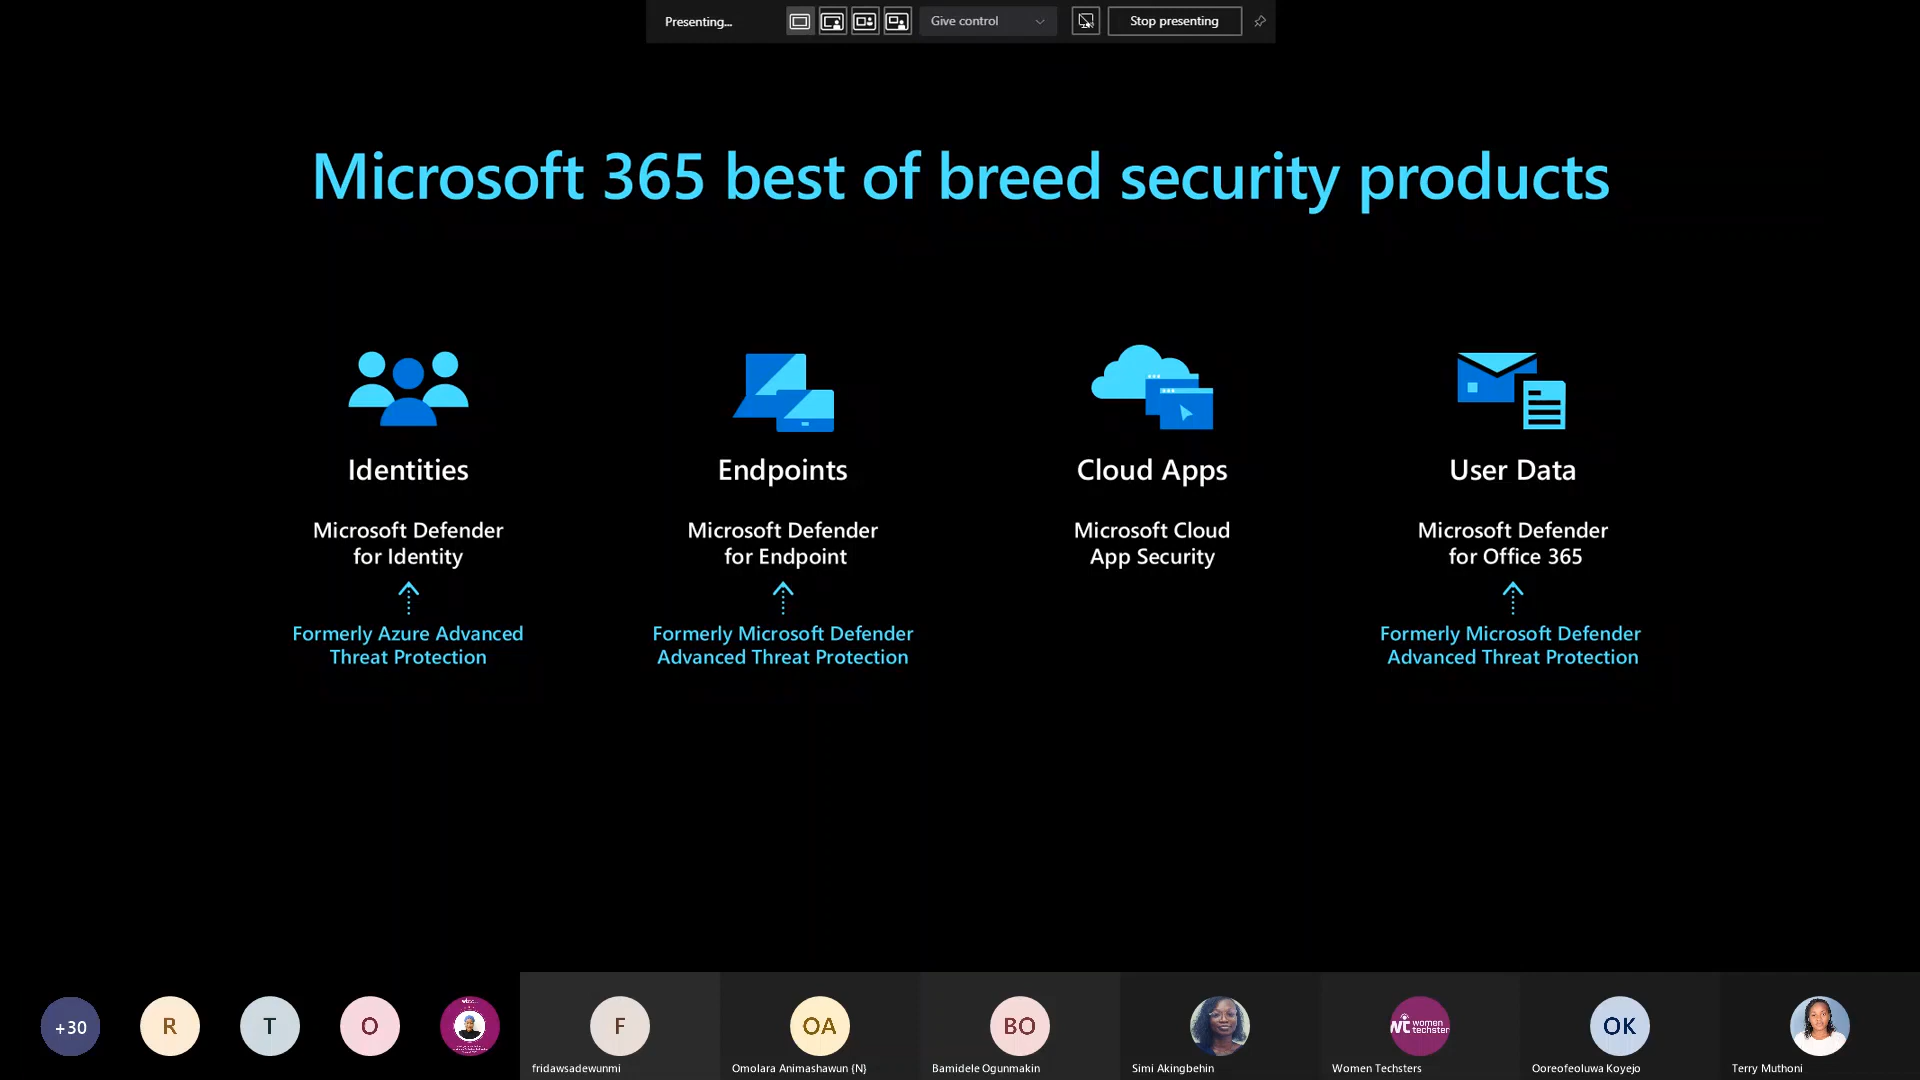 Presenting...
Give control
Stop presenting
Microsoft 365 best of breed security products
Identities
Microsoft Defender
for Identity
Formerly Azure Advanced
Threat Protection
Endpoints
Microsoft Defender
for Endpoint
Formerly Microsoft Defender
Advanced Threat Protection
Cloud Apps
Microsoft Cloud
App Security
User Data
Microsoft Defender
for Office 365
Formerly Microsoft Defender
Advanced Threat Protection
+30
R
T
O
F
fridawsadewunmi
OA
Omolara Animashawun (N)
BO
Bamidele Ogunmakin
Simi Akingbehin
women
techster
Women Techsters
OK
Ooreofeoluwa Koyejo
Terry Muthoni